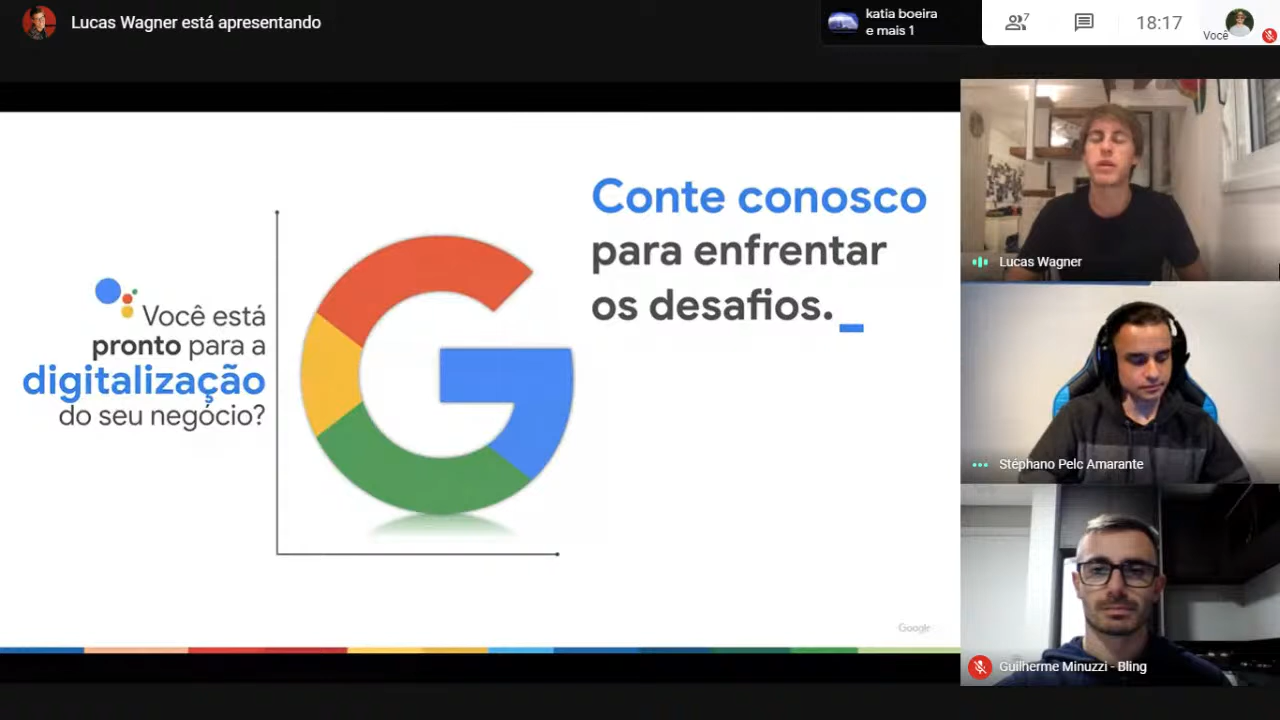 Lucas Wagner está apresentando
katia boeira
e mais 1
7
18:17
Você
Você está
pronto para a
digitalização
do seu negócio?
Conte conosco
para enfrentar
os desafios.
Google
Lucas Wagner
Stéphano Pelc Amarante
Guilherme Minuzzi - Bling